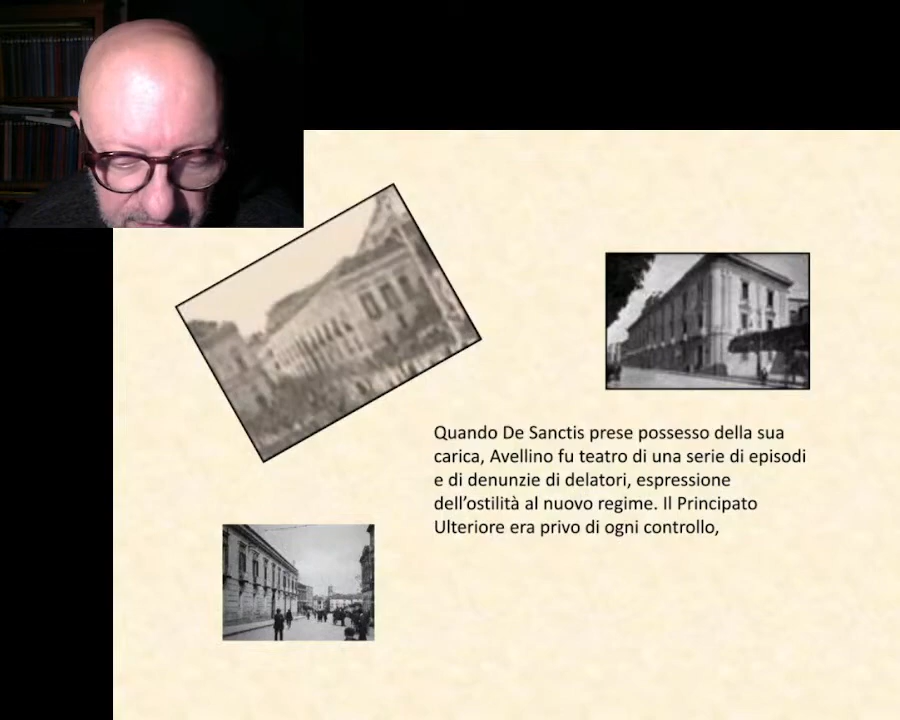 Quando De Sanctis prese possesso della sua
carica, Avellino fu teatro di una serie di episodi
e di denunzie di delatori, espressione
dell’ostilità al nuovo regime. Il Principato
Ulteriore era privo di ogni controllo,